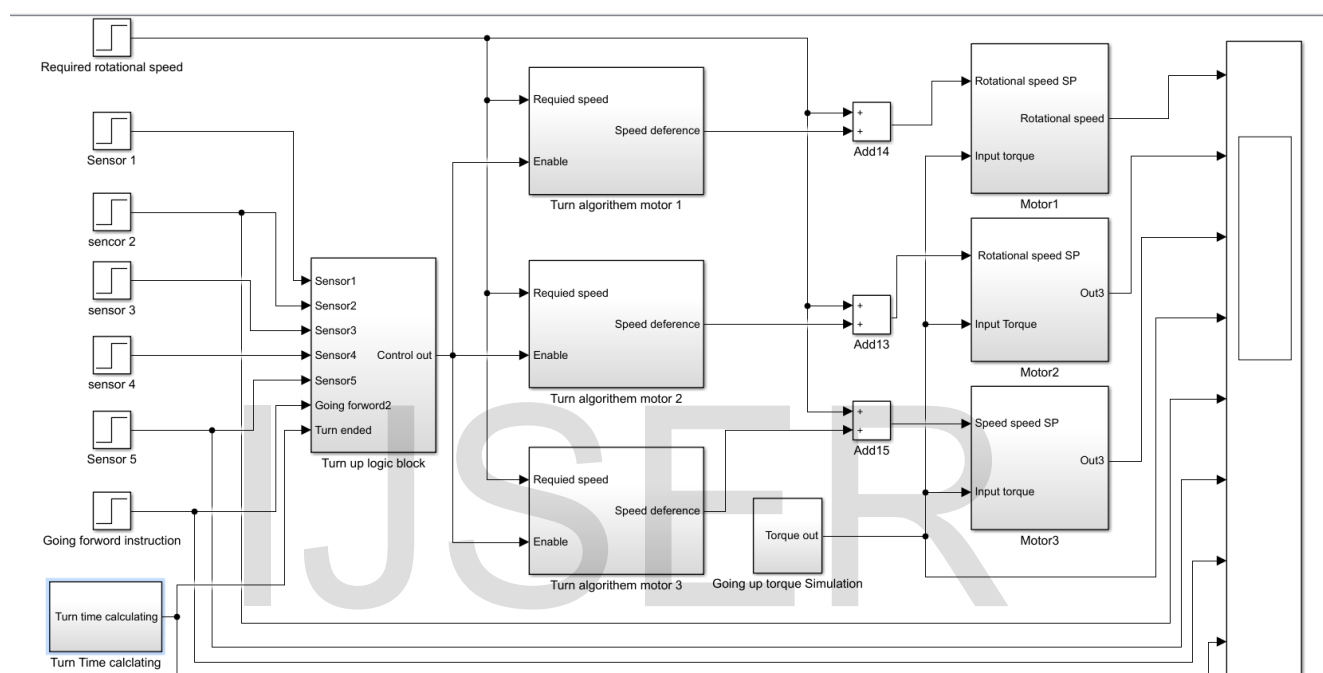 Required rotational speed
Sensor 1
sencor 2
sensor 3
sensor 4
Sensor 5
Going forword instruction
Turn time calculating
Turn Time calclating
Sensor1
Sensor2
Sensor3
Sensor4
Sensor5
Going forword2
Turn ended
Control out
Turn up logic block
Requied speed
Speed deference
Enable
Turn algorithem motor 1
Requied speed
Speed deference
Enable
Turn algorithem motor 2
Requied speed
Speed deference
Enable
Turn algorithem motor 3
Torque out
Going up torque Simulation
+
+
Add14
+
+
Add13
+
+
Add15
Rotational speed SP
Rotational speed
Input torque
Motor1
Rotational speed SP
Out3
Input Torque
Motor2
Speed speed SP
Out3
Input torque
Motor3
IJSER